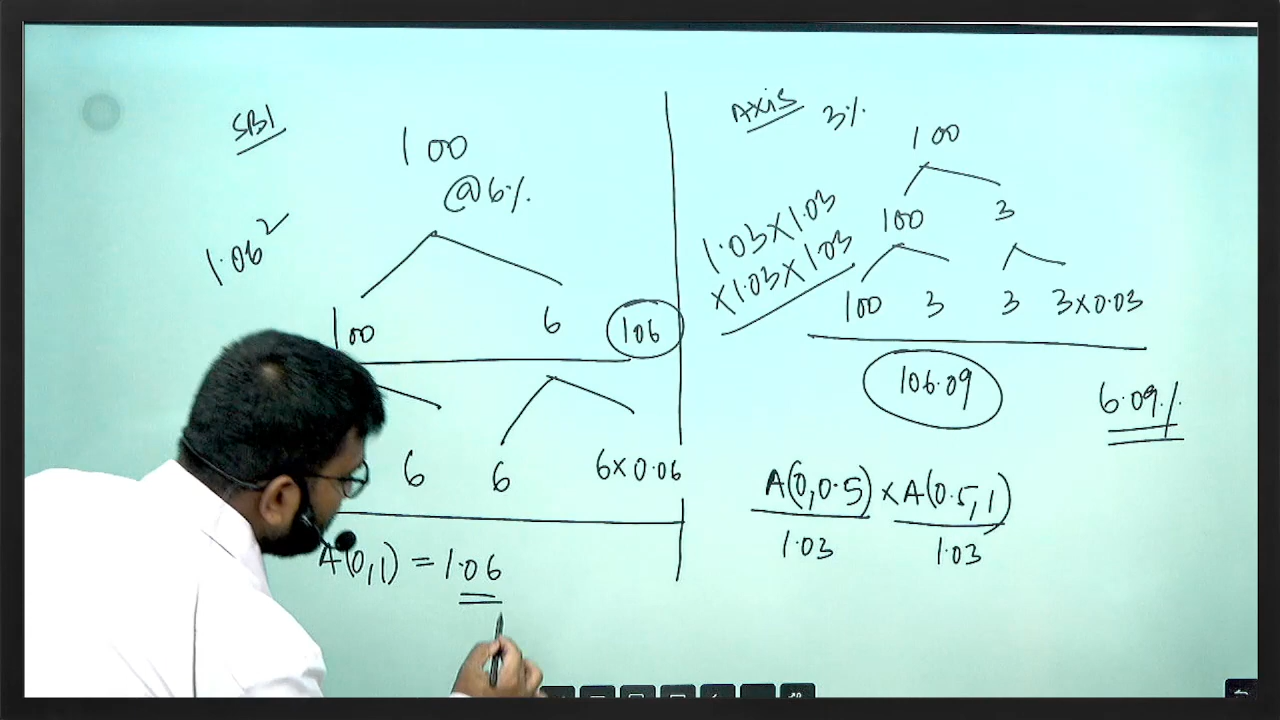 SBI
100
@6%
1.06²
100 6 106
6 6 6×0.06
A(0,1) = 1.06
AXIS 3%
100
100 3
1.03×1.03
×1.03×1.03
100 3 3 3×0.03
106.09
6.09%
A(0,0.5) × A(0.5,1)
1.03 1.03